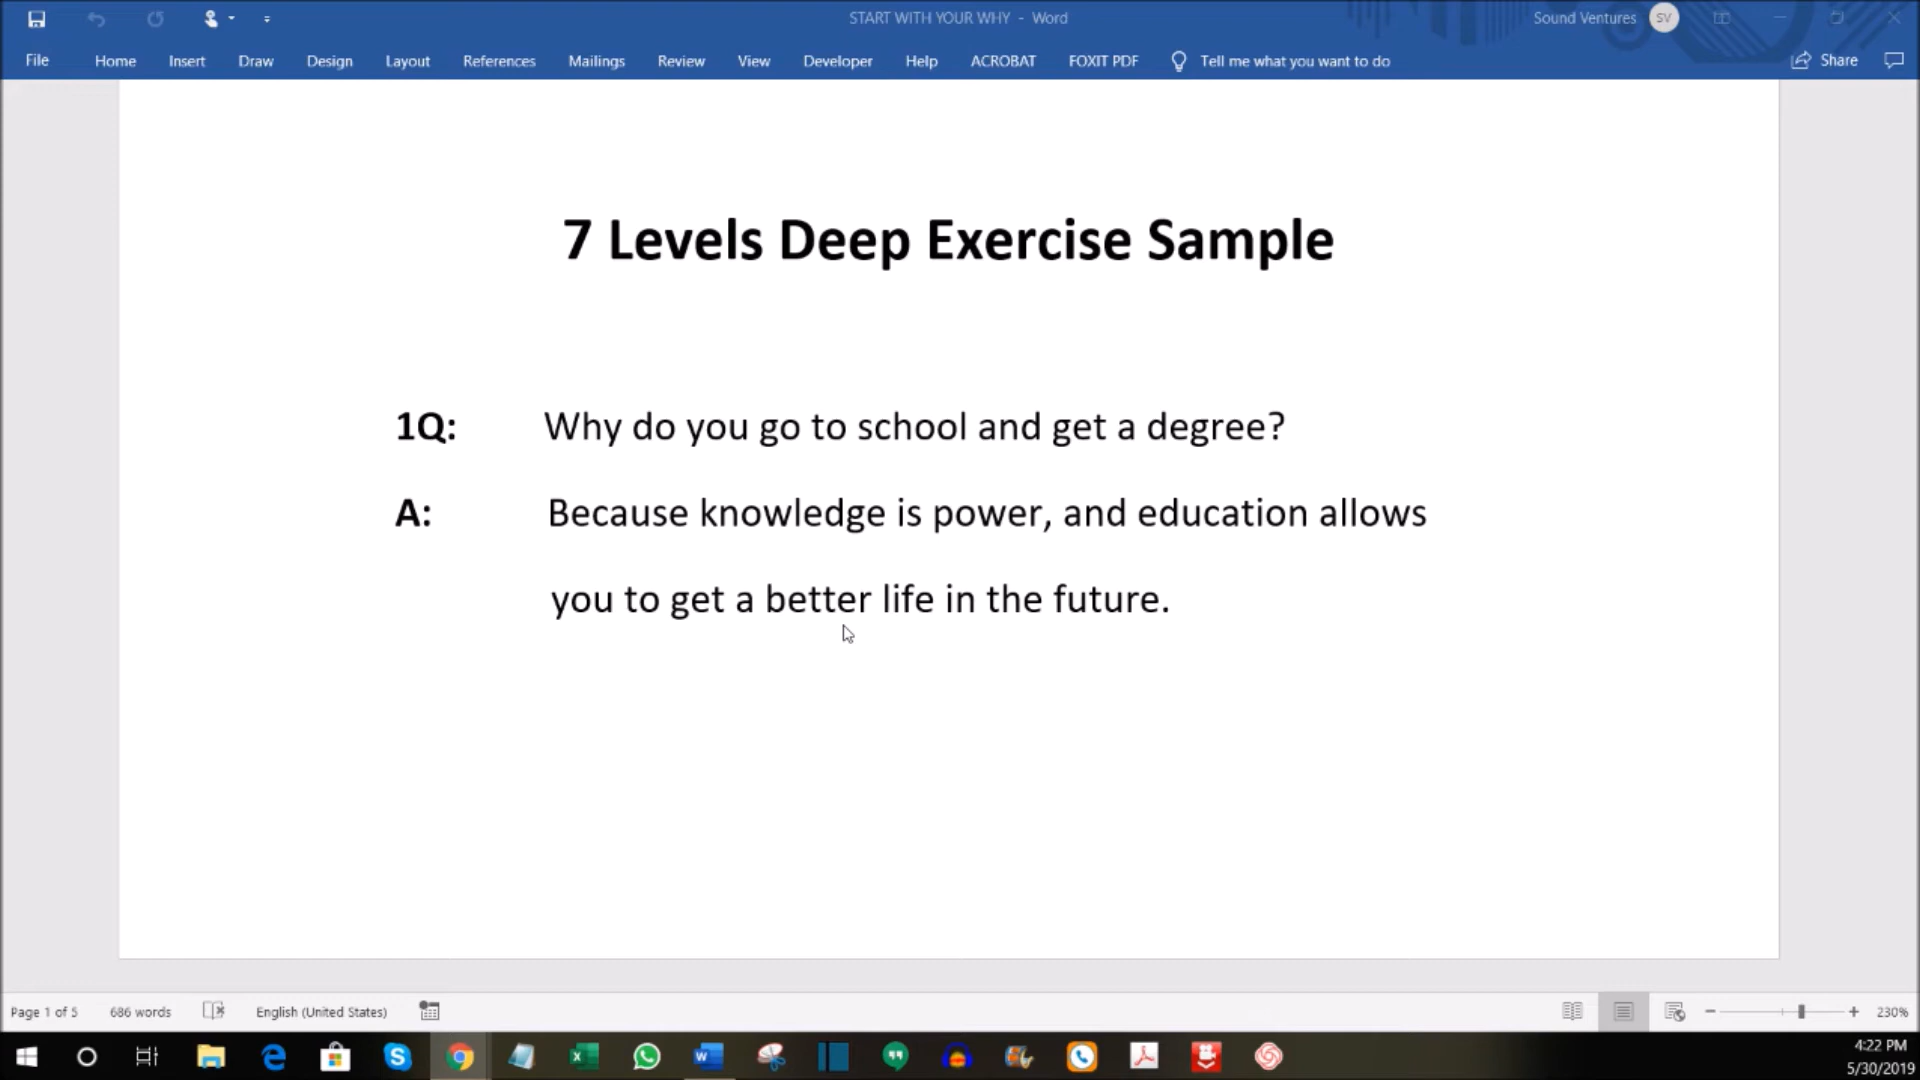 START WITH YOUR WHY - Word
Sound Ventures SV
File Home Insert Draw Design Layout References Mailings Review View Developer Help ACROBAT FOXIT PDF Tell me what you want to do Share
7 Levels Deep Exercise Sample
1Q: Why do you go to school and get a degree?
A: Because knowledge is power, and education allows
you to get a better life in the future.
Page 1 of 5 686 words English (United States) 230%
4:22 PM
5/30/2019